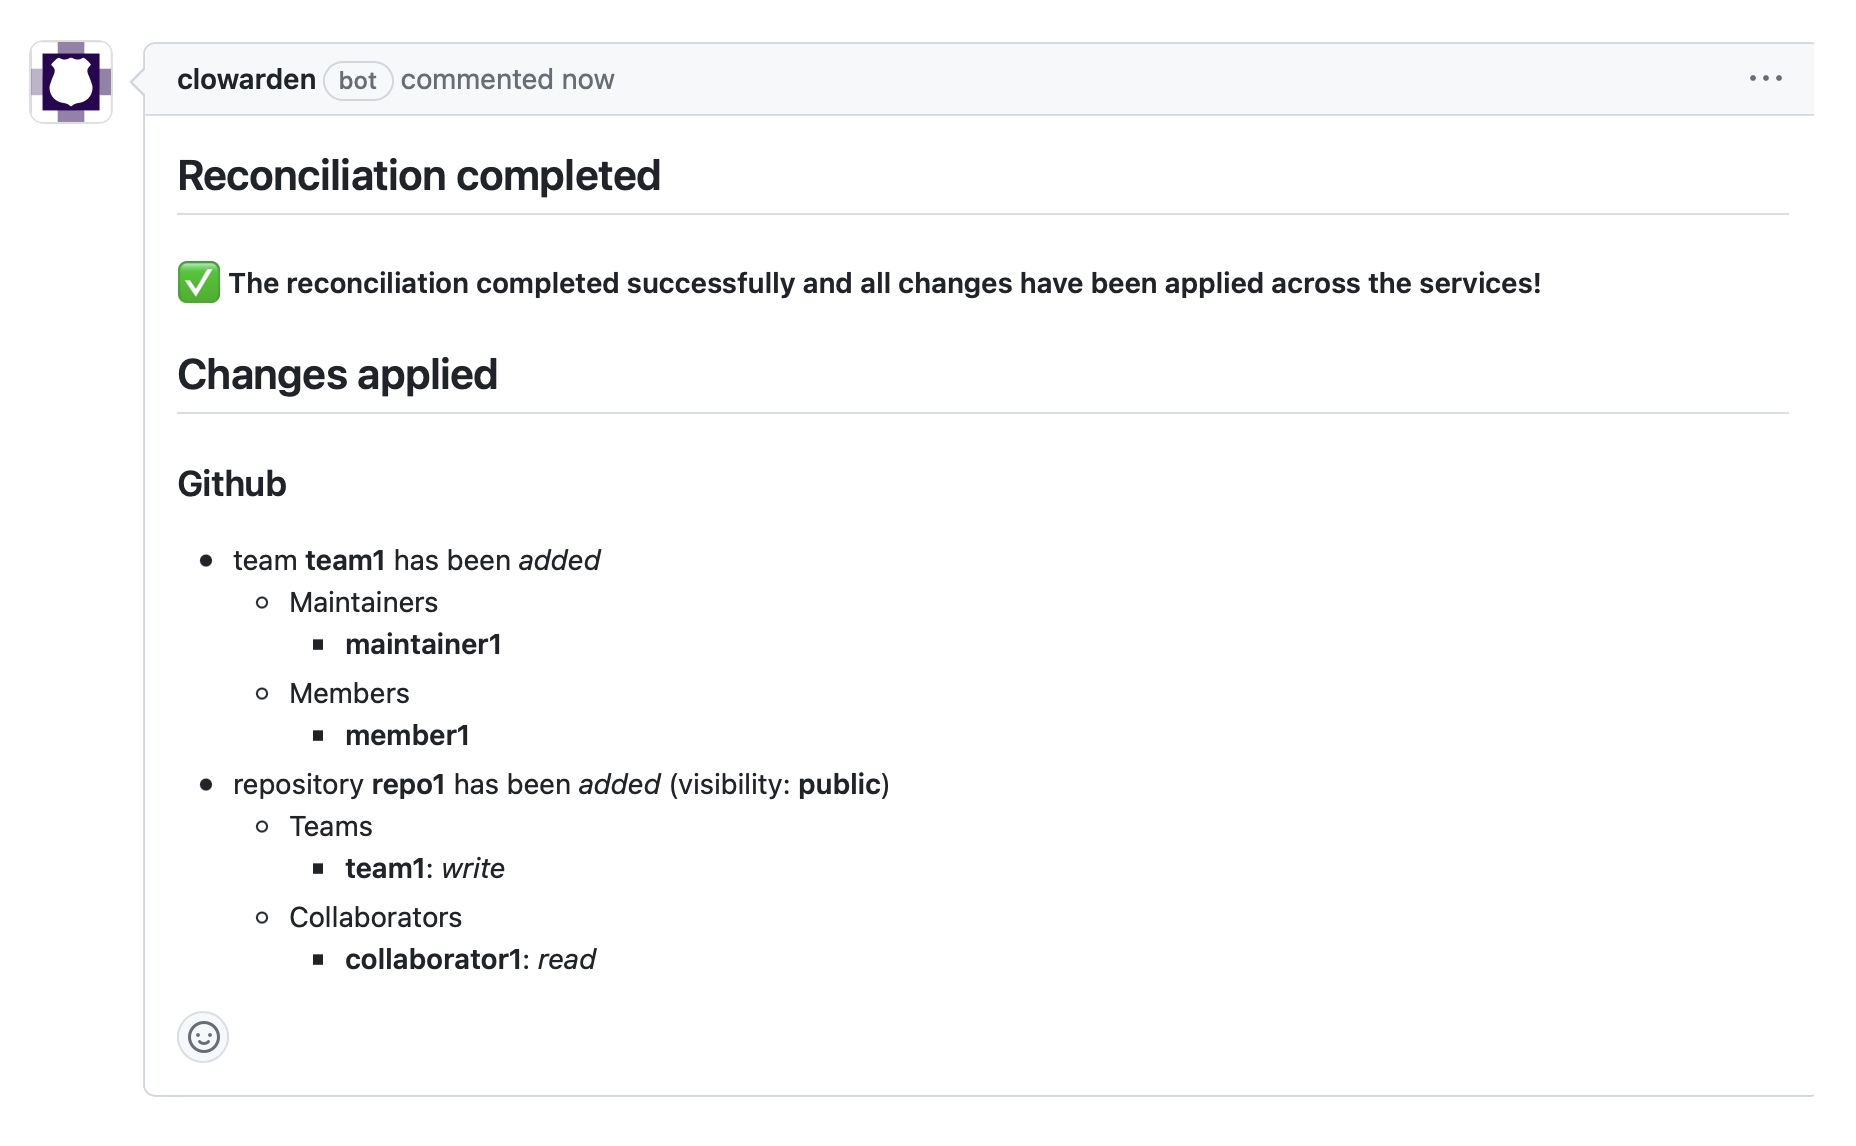 clowarden bot commented now
Reconciliation completed
✅ The reconciliation completed successfully and all changes have been applied across the services!
Changes applied
Github
team team1 has been added
Maintainers
maintainer1
Members
member1
repository repo1 has been added (visibility: public)
Teams
team1: write
Collaborators
collaborator1: read